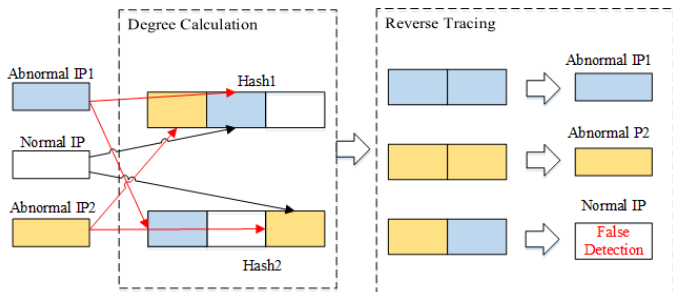 Degree Calculation
Abnormal IP1
Normal IP
Abnormal IP2
Hash1
Hash2
Reverse Tracing
Abnormal IP1
Abnormal P2
Normal IP
False
Detection